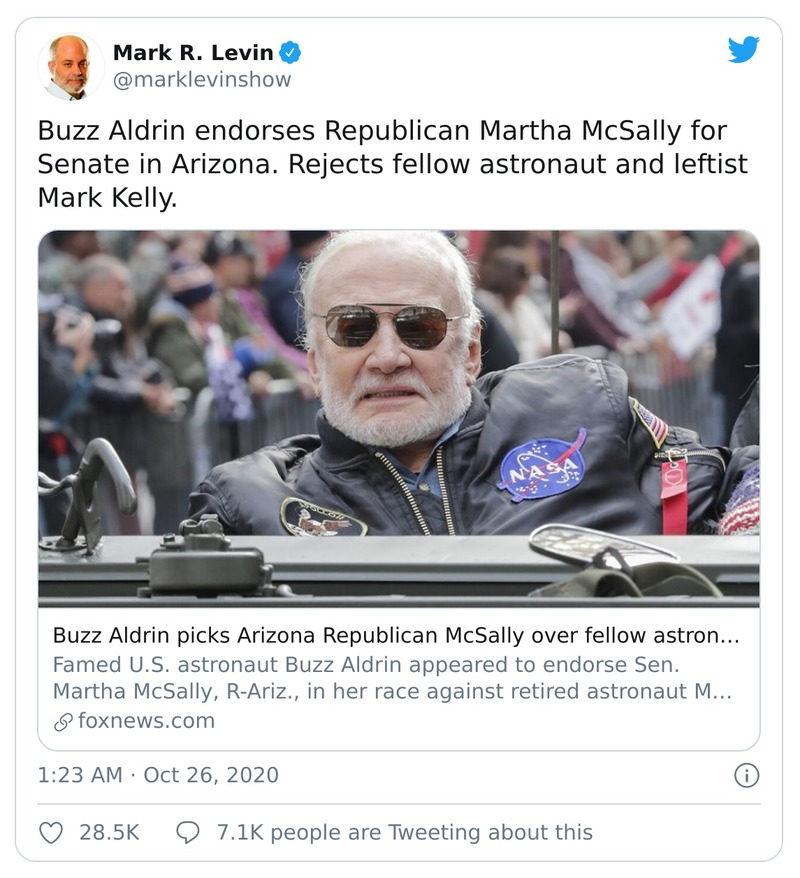 Mark R. Levin
@marklevinshow
Buzz Aldrin endorses Republican Martha McSally for
Senate in Arizona. Rejects fellow astronaut and leftist
Mark Kelly.
NASA
APOLLO 11
Buzz Aldrin picks Arizona Republican McSally over fellow astron...
Famed U.S. astronaut Buzz Aldrin appeared to endorse Sen.
Martha McSally, R-Ariz., in her race against retired astronaut M...
foxnews.com
1:23 AM · Oct 26, 2020
28.5K
7.1K people are Tweeting about this